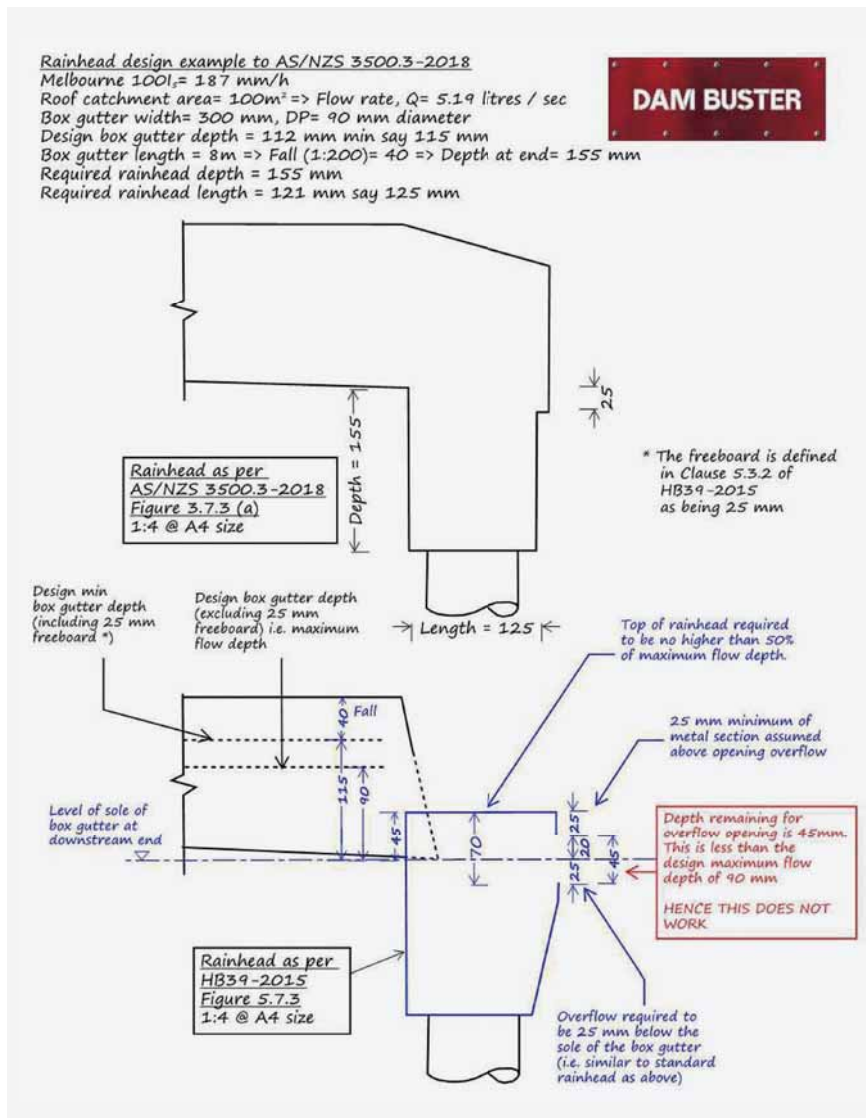 Rainhead design example to AS/NZS 3500.3-2018
Melbourne 100I₅= 187 mm/h
Roof catchment area= 100m² => Flow rate, Q= 5.19 litres / sec
Box gutter width= 300 mm, DP= 90 mm diameter
Design box gutter depth = 112 mm min say 115 mm
Box gutter length = 8m => Fall (1:200)= 40 => Depth at end= 155 mm
Required rainhead depth = 155 mm
Required rainhead length = 121 mm say 125 mm
DAM BUSTER
25
Depth = 155
Rainhead as per
AS/NZS 3500.3-2018
Figure 3.7.3 (a)
1:4 @ A4 size
* The freeboard is defined
in Clause 5.3.2 of
HB39-2015
as being 25 mm
Length = 125
Design min
box gutter depth
(including 25 mm
freeboard *)
Design box gutter depth
(excluding 25 mm
freeboard) i.e. maximum
flow depth
Top of rainhead required
to be no higher than 50%
of maximum flow depth.
25 mm minimum of
metal section assumed
above opening overflow
40
Fall
115
90
45
70
25
20
25
45
Level of sole of
box gutter at
downstream end
Depth remaining for
overflow opening is 45mm.
This is less than the
design maximum flow
depth of 90 mm
HENCE THIS DOES NOT
WORK
Rainhead as per
HB39-2015
Figure 5.7.3
1:4 @ A4 size
Overflow required to
be 25 mm below the
sole of the box gutter
(i.e. similar to standard
rainhead as above)